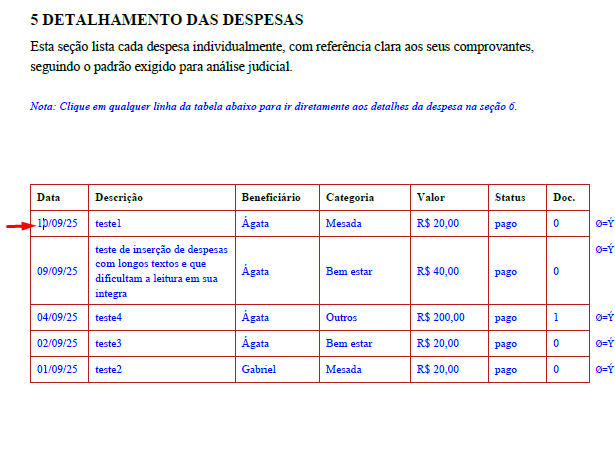 5 DETALHAMENTO DAS DESPESAS
Esta seção lista cada despesa individualmente, com referência clara aos seus comprovantes,
seguindo o padrão exigido para análise judicial.
Nota: Clique em qualquer linha da tabela abaixo para ir diretamente aos detalhes da despesa na seção 6.
Data Descrição Beneficiário Categoria Valor Status Doc.
10/09/25 teste1 Ágata Mesada R$ 20,00 pago 0 Ø=Ý
09/09/25 teste de inserção de despesas
com longos textos e que
dificultam a leitura em sua
integra Ágata Bem estar R$ 40,00 pago 0 Ø=Ý
04/09/25 teste4 Ágata Outros R$ 200,00 pago 1 Ø=Ý
02/09/25 teste3 Ágata Bem estar R$ 20,00 pago 0 Ø=Ý
01/09/25 teste2 Gabriel Mesada R$ 20,00 pago 0 Ø=Ý